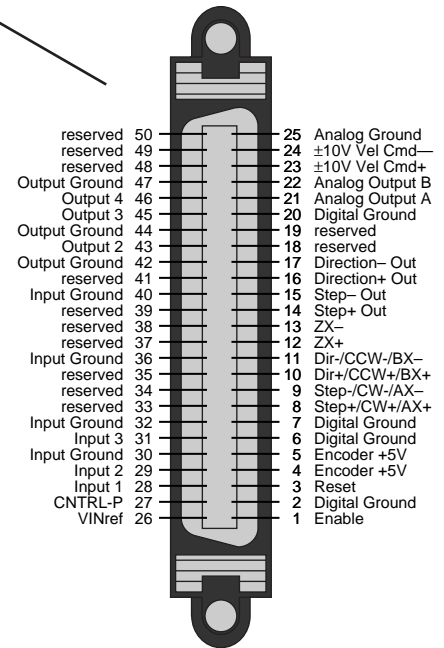 reserved 50 25 Analog Ground
reserved 49 24 ±10V Vel Cmd—
reserved 48 23 ±10V Vel Cmd+
Output Ground 47 22 Analog Output B
Output 4 46 21 Analog Output A
Output 3 45 20 Digital Ground
Output Ground 44 19 reserved
Output 2 43 18 reserved
Output Ground 42 17 Direction– Out
reserved 41 16 Direction+ Out
Input Ground 40 15 Step– Out
reserved 39 14 Step+ Out
reserved 38 13 ZX–
reserved 37 12 ZX+
Input Ground 36 11 Dir-/CCW-/BX–
reserved 35 10 Dir+/CCW+/BX+
reserved 34 9 Step-/CW-/AX–
reserved 33 8 Step+/CW+/AX+
Input Ground 32 7 Digital Ground
Input 3 31 6 Digital Ground
Input Ground 30 5 Encoder +5V
Input 2 29 4 Encoder +5V
Input 1 28 3 Reset
CNTRL-P 27 2 Digital Ground
VINref 26 1 Enable